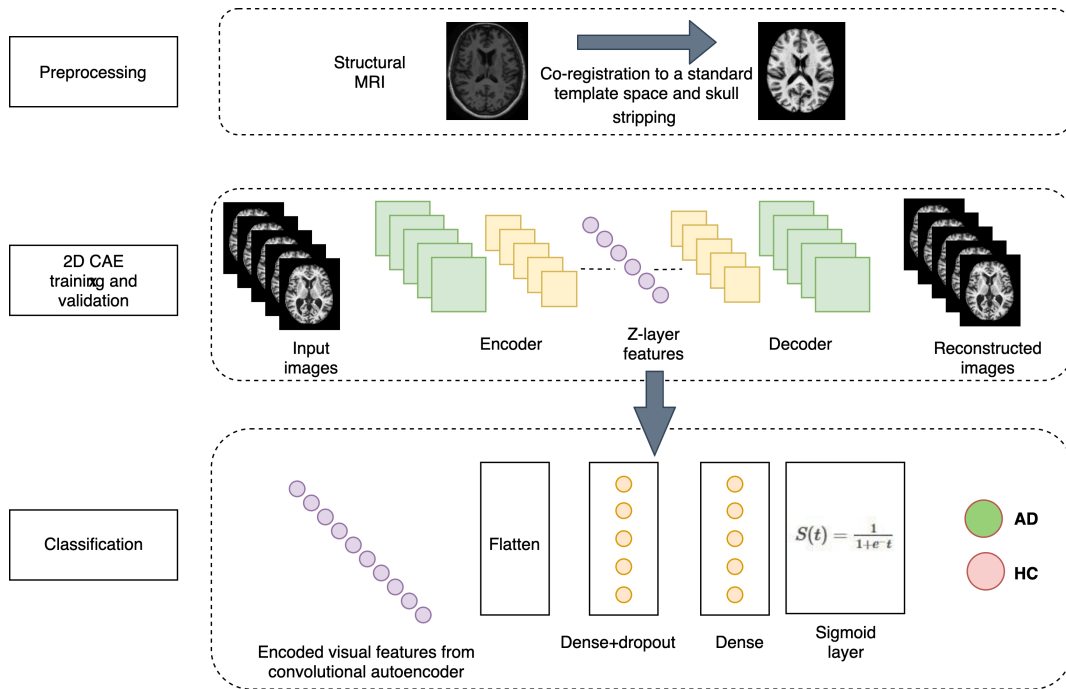 Preprocessing
Structural
MRI
Co-registration to a standard
template space and skull
stripping
2D CAE
training and
x
validation
Input
images
Encoder
Z-layer
features
Decoder
Reconstructed
images
Classification
Encoded visual features from
convolutional autoencoder
Flatten
Dense+dropout
Dense
S(t) = 1/(1+e⁻t)
Sigmoid
layer
AD
HC